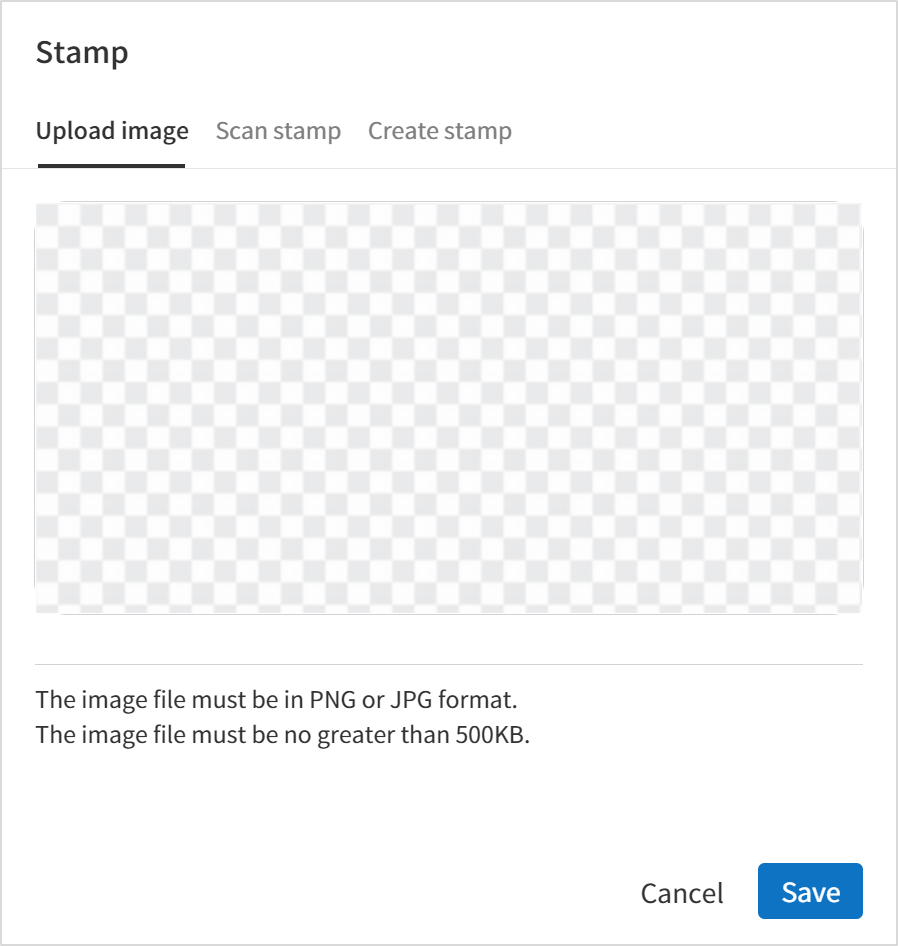 Stamp
Upload image Scan stamp Create stamp
The image file must be in PNG or JPG format.
The image file must be no greater than 500KB.
Cancel Save